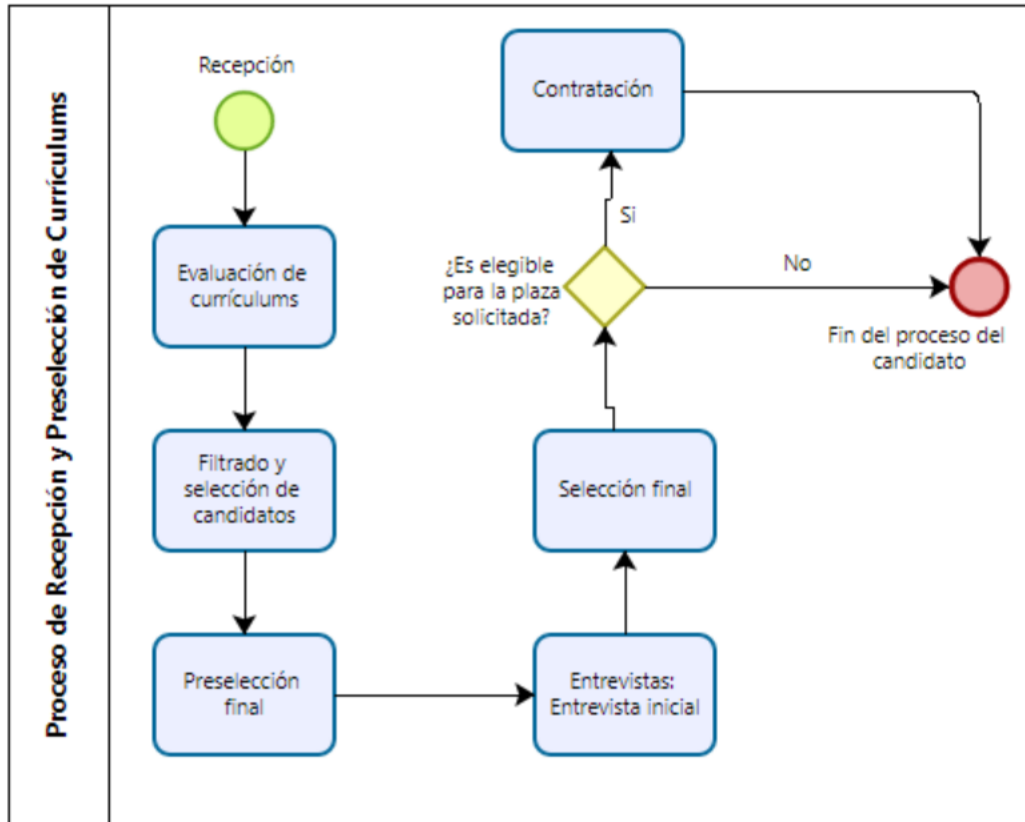 Proceso de Recepción y Preselección de Currículums
Recepción
Evaluación de
currículums
Filtrado y
selección de
candidatos
Preselección
final
Entrevistas:
Entrevista inicial
Selección final
¿Es elegible
para la plaza
solicitada?
Si
No
Contratación
Fin del proceso del
candidato